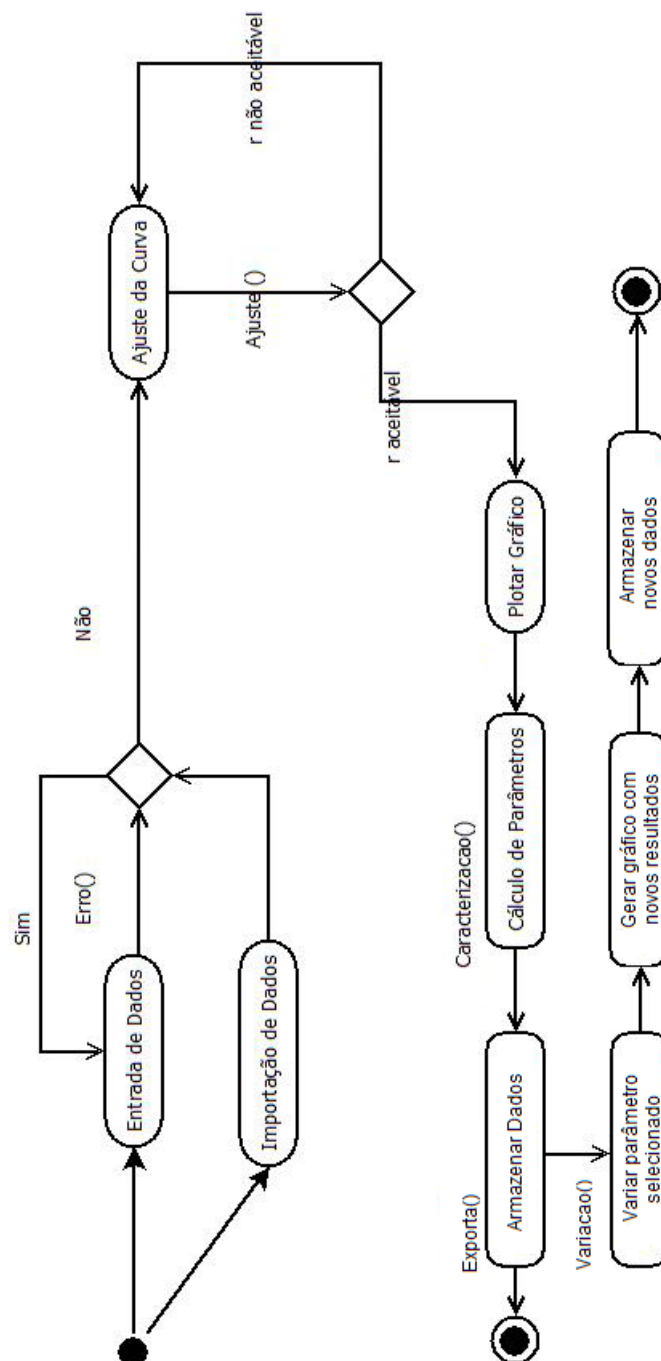 Sim
Erro()
Entrada de Dados
Importação de Dados
Não
Ajuste da Curva
Ajuste ()
r não aceitável
r aceitável
Plotar Gráfico
Caracterizacao()
Cálculo de Parâmetros
Exporta()
Armazenar Dados
Variacao()
Variar parâmetro
selecionado
Gerar gráfico com
novos resultados
Armazenar
novos dados